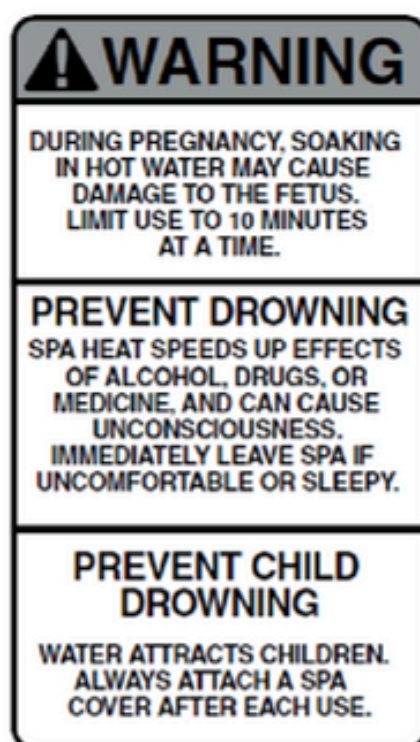 WARNING
DURING PREGNANCY, SOAKING
IN HOT WATER MAY CAUSE
DAMAGE TO THE FETUS.
LIMIT USE TO 10 MINUTES
AT A TIME.
PREVENT DROWNING
SPA HEAT SPEEDS UP EFFECTS
OF ALCOHOL, DRUGS, OR
MEDICINE, AND CAN CAUSE
UNCONSCIOUSNESS.
IMMEDIATELY LEAVE SPA IF
UNCOMFORTABLE OR SLEEPY.
PREVENT CHILD
DROWNING
WATER ATTRACTS CHILDREN.
ALWAYS ATTACH A SPA
COVER AFTER EACH USE.